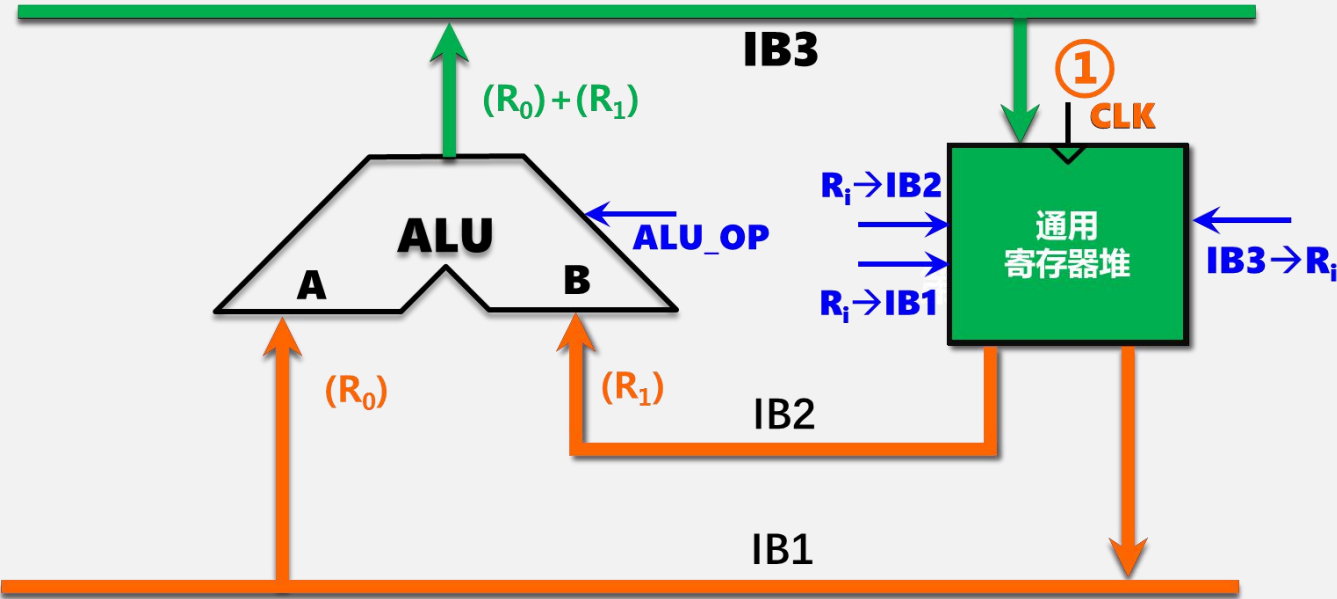 IB3
①
CLK
(R₀)+(R₁)
Rᵢ→IB2
ALU
ALU_OP
通用
寄存器堆
IB3→Rᵢ
A
B
Rᵢ→IB1
(R₀)
(R₁)
IB2
IB1